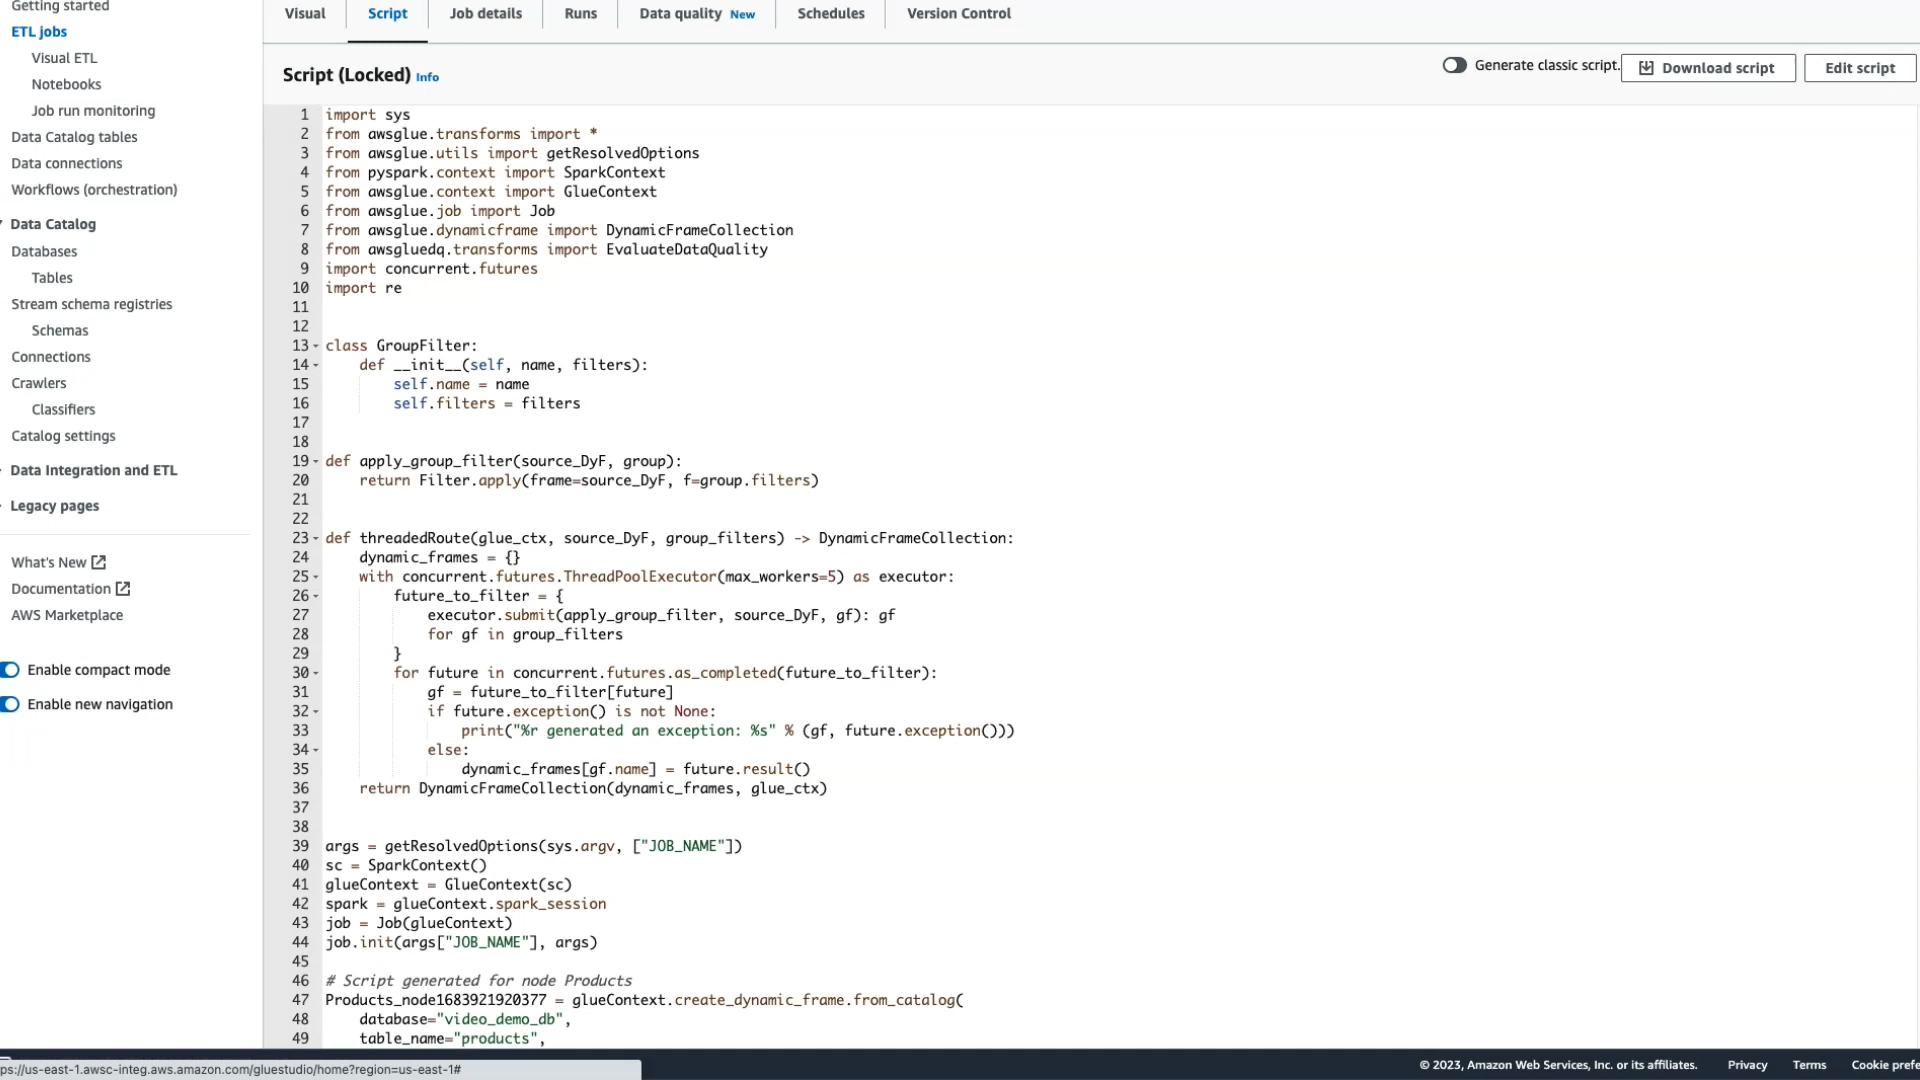 Getting started
ETL jobs
Visual ETL
Notebooks
Job run monitoring
Data Catalog tables
Data connections
Workflows (orchestration)
Data Catalog
Databases
Tables
Stream schema registries
Schemas
Connections
Crawlers
Classifiers
Catalog settings
Data Integration and ETL
Legacy pages
What's New
Documentation
AWS Marketplace
Enable compact mode
Enable new navigation
Visual Script Job details Runs Data quality New Schedules Version Control
Script (Locked) Info Generate classic script. Download script Edit script
1 import sys
2 from awsglue.transforms import *
3 from awsglue.utils import getResolvedOptions
4 from pyspark.context import SparkContext
5 from awsglue.context import GlueContext
6 from awsglue.job import Job
7 from awsglue.dynamicframe import DynamicFrameCollection
8 from awsgluedq.transforms import EvaluateDataQuality
9 import concurrent.futures
10 import re
11
12
13 class GroupFilter:
14     def __init__(self, name, filters):
15         self.name = name
16         self.filters = filters
17
18
19 def apply_group_filter(source_DyF, group):
20     return Filter.apply(frame=source_DyF, f=group.filters)
21
22
23 def threadedRoute(glue_ctx, source_DyF, group_filters) -> DynamicFrameCollection:
24     dynamic_frames = {}
25     with concurrent.futures.ThreadPoolExecutor(max_workers=5) as executor:
26         future_to_filter = {
27             executor.submit(apply_group_filter, source_DyF, gf): gf
28             for gf in group_filters
29         }
30         for future in concurrent.futures.as_completed(future_to_filter):
31             gf = future_to_filter[future]
32             if future.exception() is not None:
33                 print("%r generated an exception: %s" % (gf, future.exception()))
34             else:
35                 dynamic_frames[gf.name] = future.result()
36     return DynamicFrameCollection(dynamic_frames, glue_ctx)
37
38
39 args = getResolvedOptions(sys.argv, ["JOB_NAME"])
40 sc = SparkContext()
41 glueContext = GlueContext(sc)
42 spark = glueContext.spark_session
43 job = Job(glueContext)
44 job.init(args["JOB_NAME"], args)
45
46 # Script generated for node Products
47 Products_node1683921920377 = glueContext.create_dynamic_frame.from_catalog(
48     database="video_demo_db",
49     table_name="products",
ps://us-east-1.awsc-integ.aws.amazon.com/gluestudio/home?region=us-east-1#
© 2023, Amazon Web Services, Inc. or its affiliates. Privacy Terms Cookie prefe